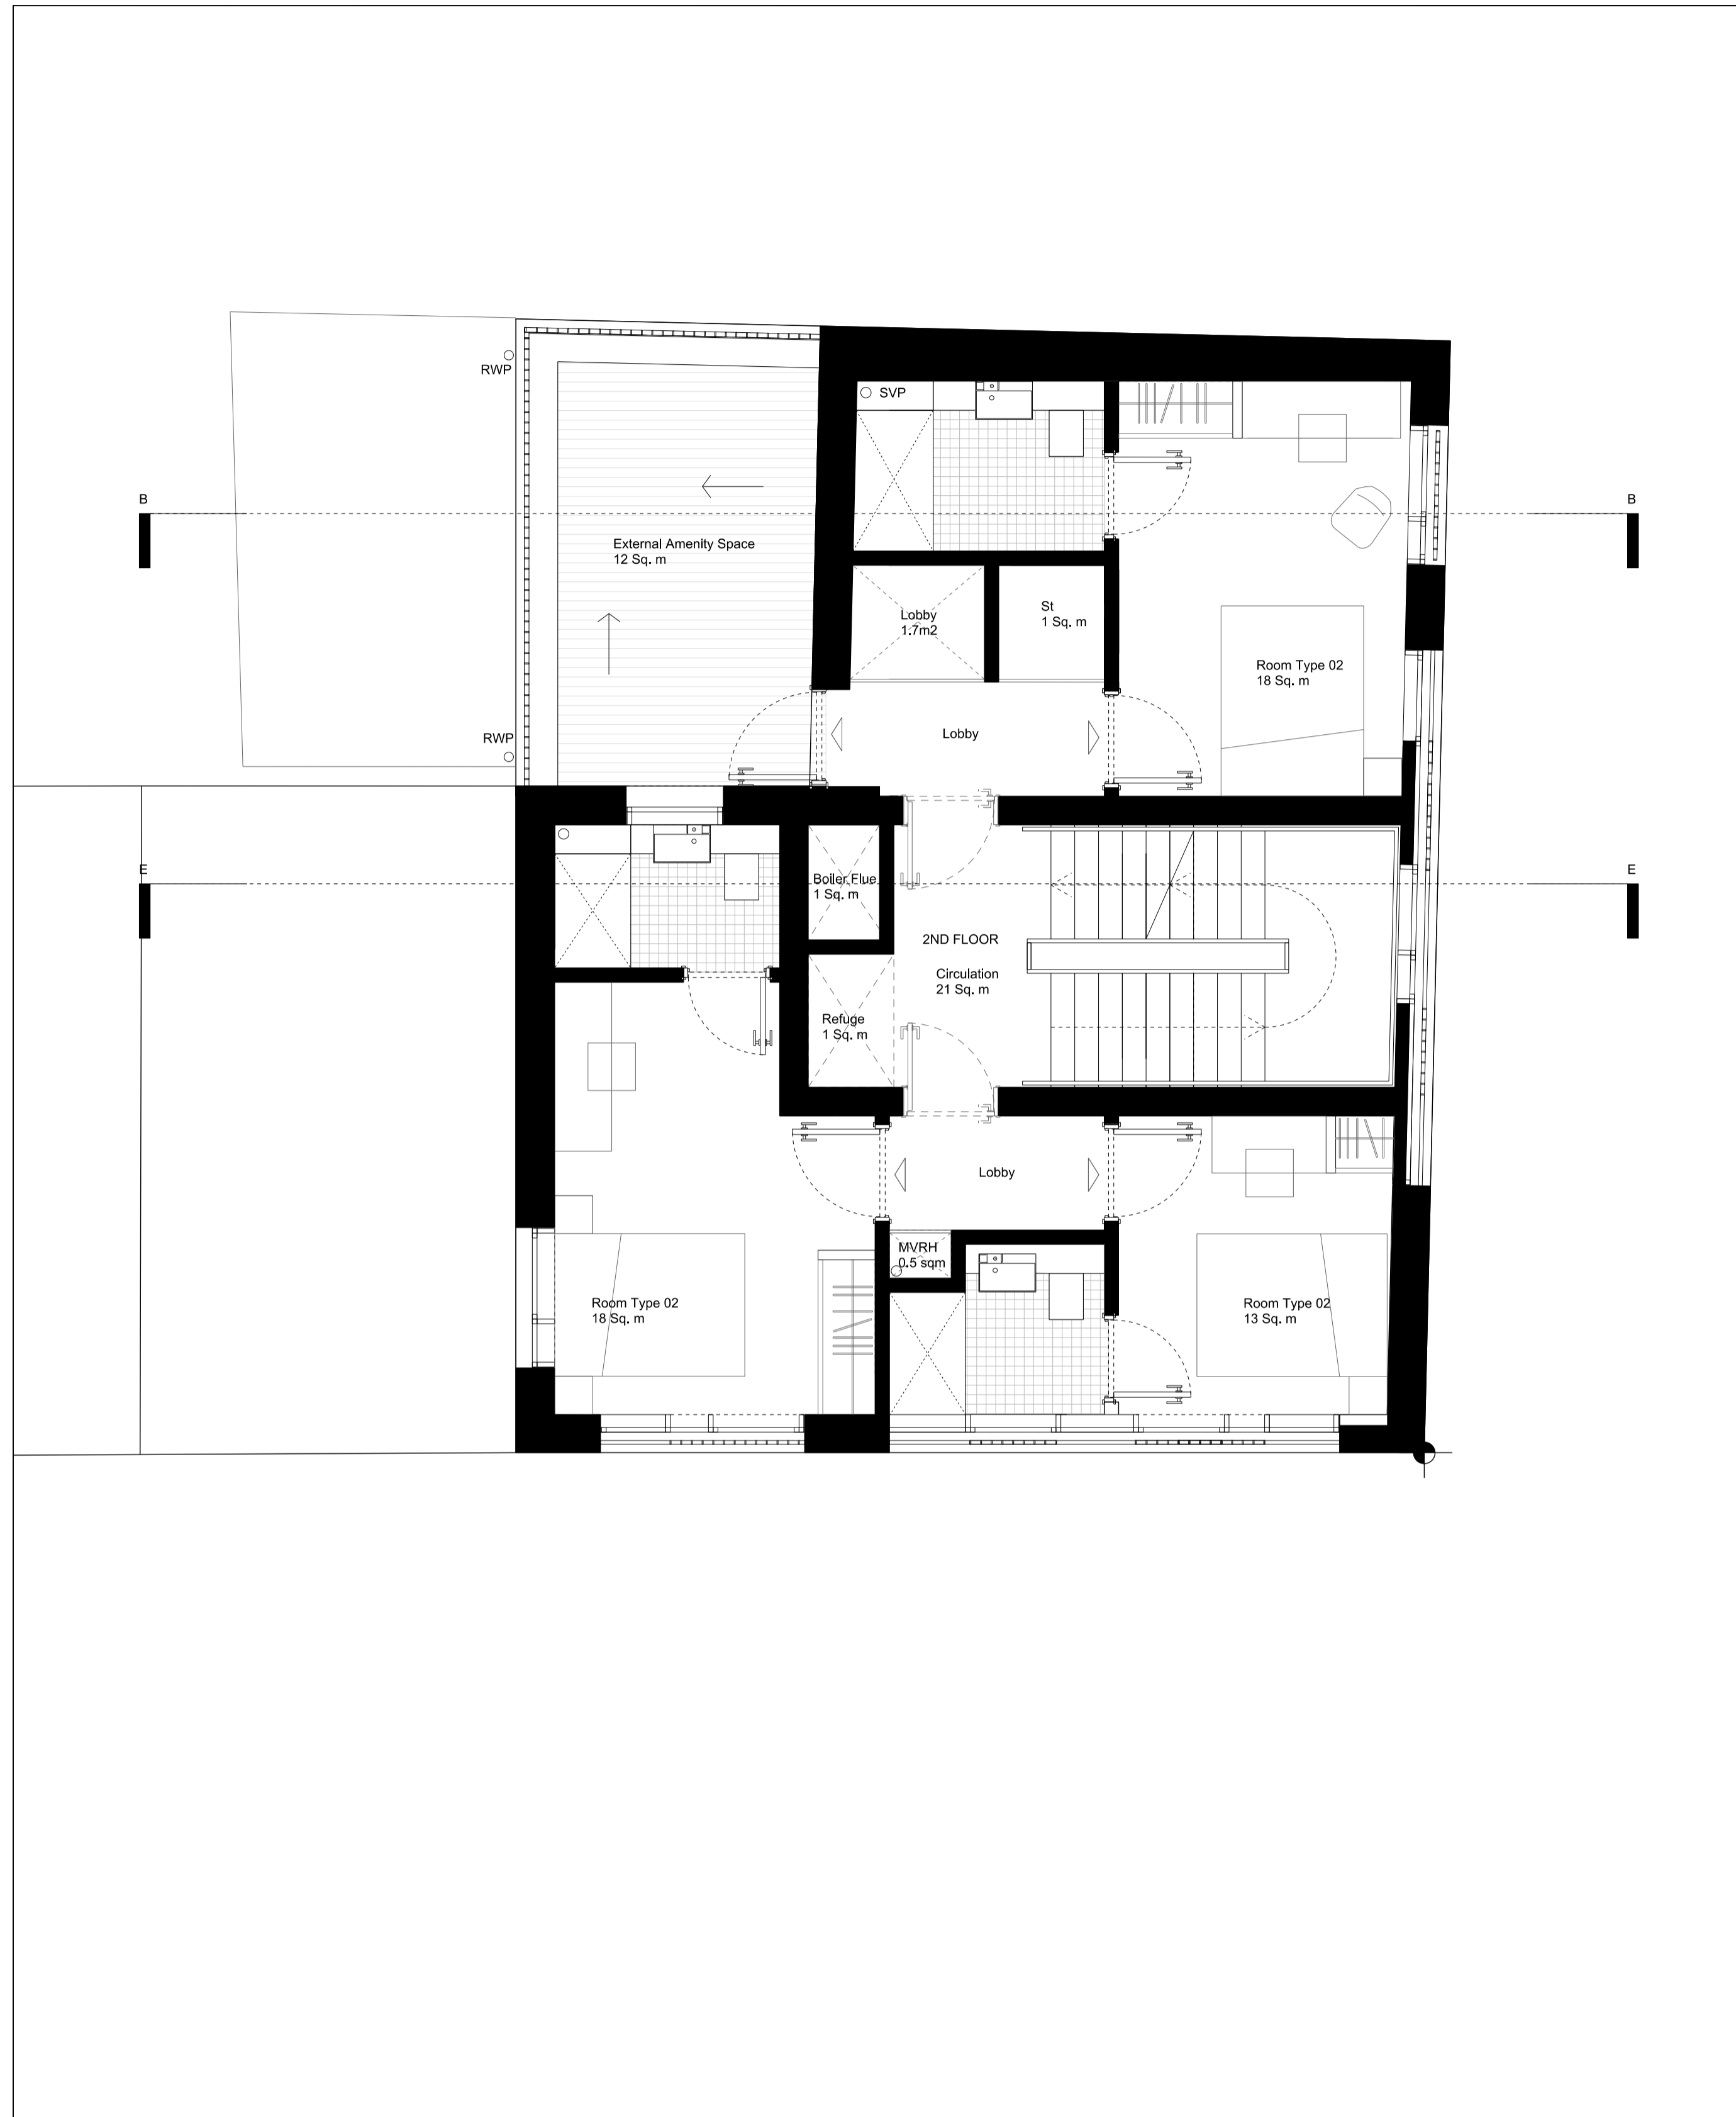 RWP
SVP
B
B
External Amenity Space
12 Sq. m
Lobby
1.7m2
St
1 Sq. m
Room Type 02
18 Sq. m
RWP
Lobby
E
E
Boiler Flue
1 Sq. m
2ND FLOOR
Circulation
21 Sq. m
Refuge
1 Sq. m
Lobby
MVRH
0.5 sqm
Room Type 02
18 Sq. m
Room Type 02
13 Sq. m